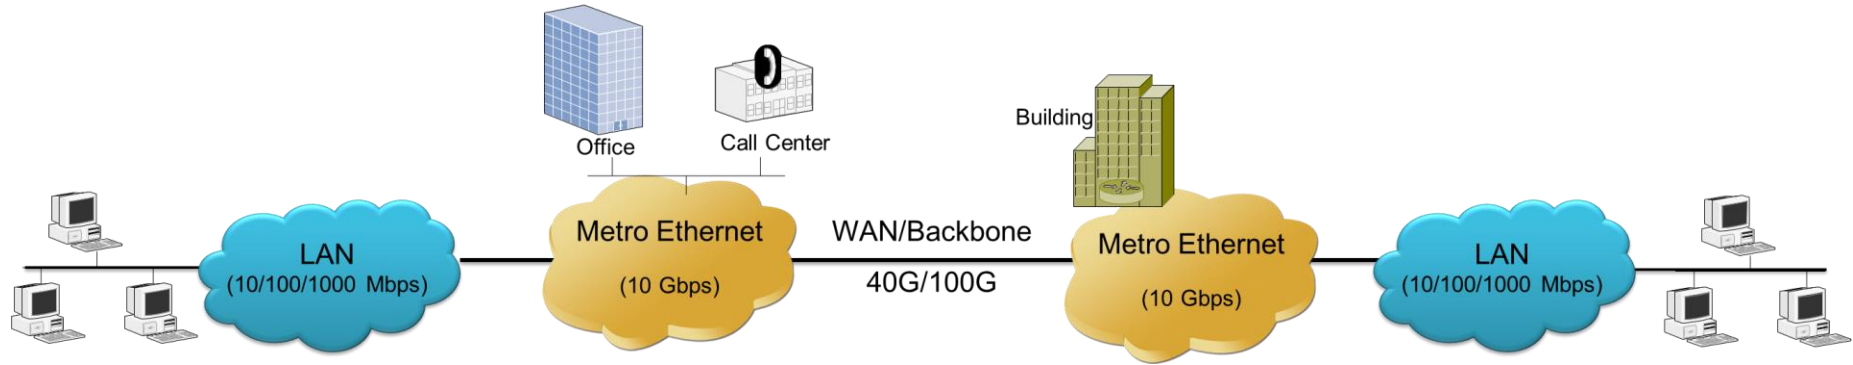 Office
Call Center
Building
LAN
(10/100/1000 Mbps)
Metro Ethernet
(10 Gbps)
WAN/Backbone
40G/100G
Metro Ethernet
(10 Gbps)
LAN
(10/100/1000 Mbps)